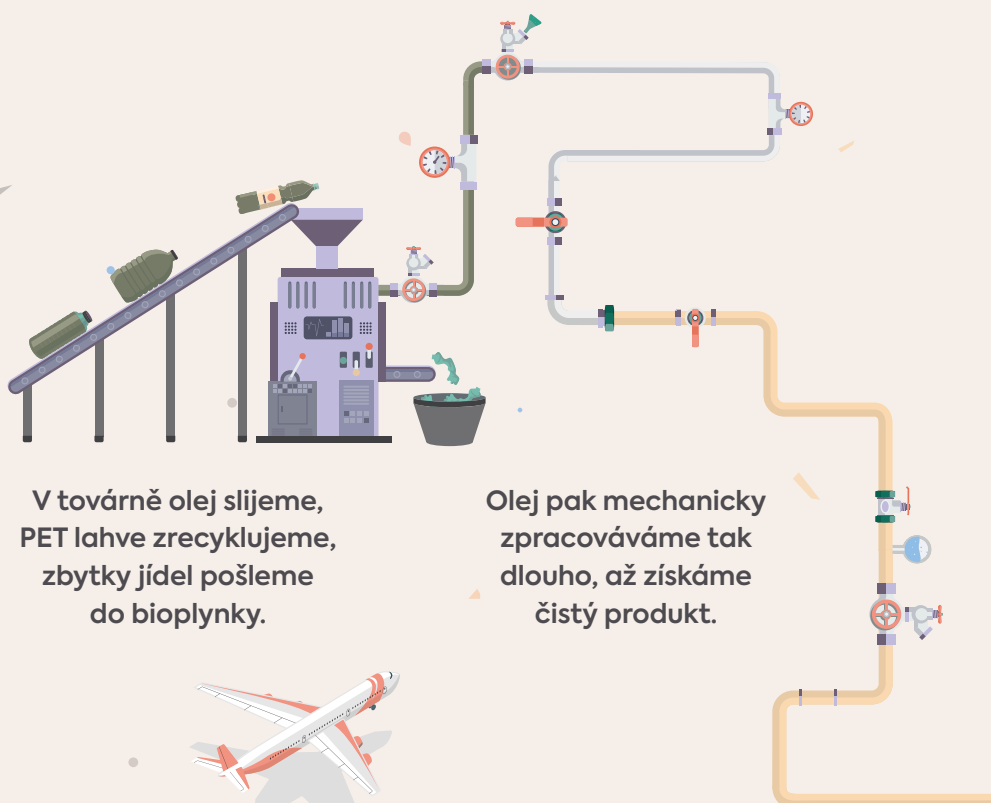 V továrně olej slijeme,
PET lahve zrecyklujeme,
zbytky jídel pošleme
do bioplynky.
Olej pak mechanicky
zpracováváme tak
dlouho, až získáme
čistý produkt.